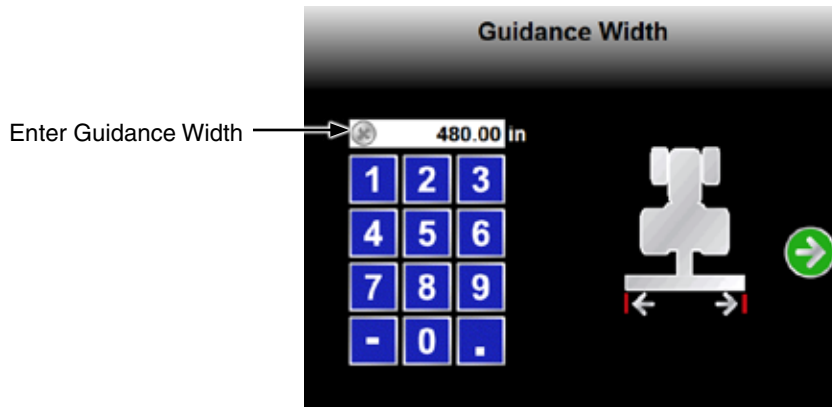 Guidance Width
Enter Guidance Width
480.00 in
1 2 3
4 5 6
7 8 9
- 0 .